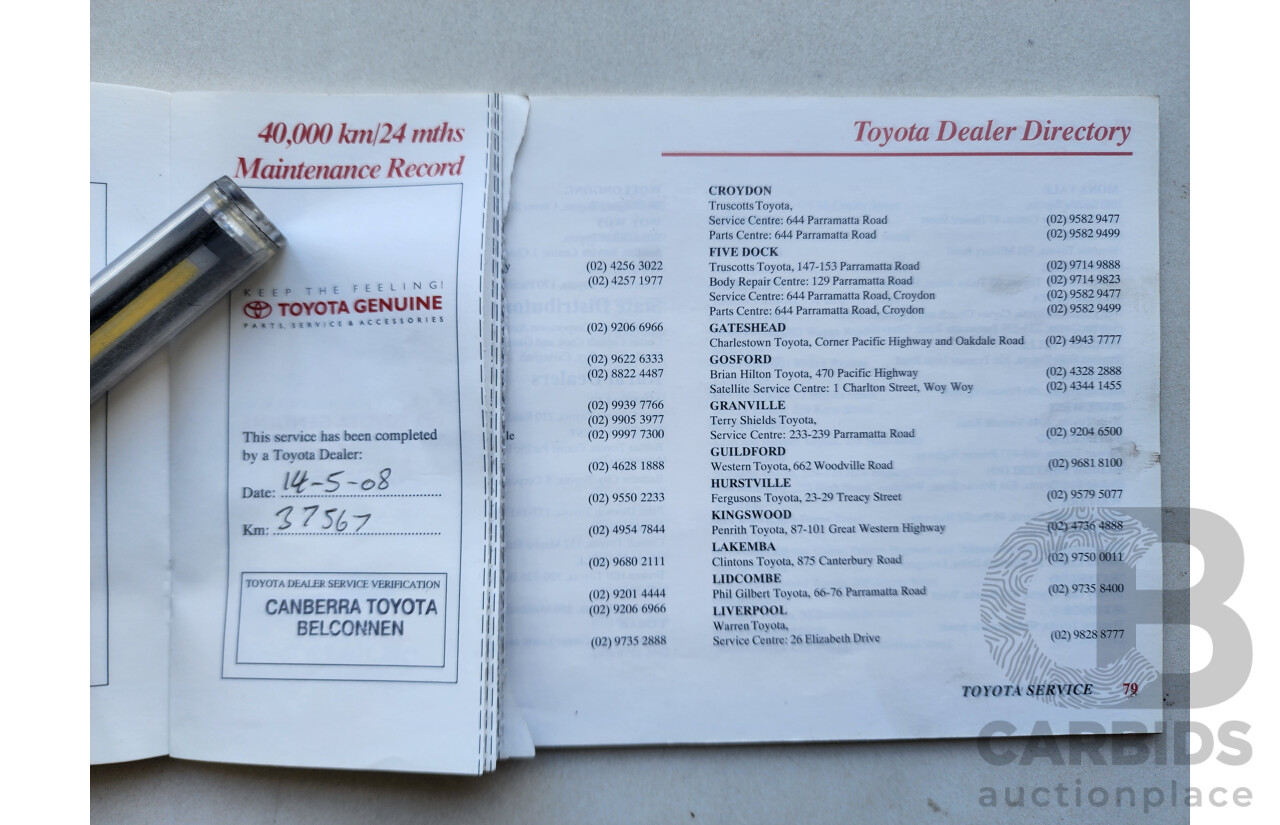 40,000 km/24 mths
Maintenance Record
KEEP THE FEELING!
TOYOTA GENUINE
PARTS, SERVICE & ACCESSORIES
This service has been completed
by a Toyota Dealer:
Date: 14-5-08
Km: 37567
TOYOTA DEALER SERVICE VERIFICATION
CANBERRA TOYOTA
BELCONNEN
(02) 4256 3022
(02) 4257 1977
(02) 9206 6966
(02) 9622 6333
(02) 8822 4487
(02) 9939 7766
(02) 9905 3977
(02) 9997 7300
(02) 4628 1888
(02) 9550 2233
(02) 4954 7844
(02) 9680 2111
(02) 9201 4444
(02) 9206 6966
(02) 9735 2888
Toyota Dealer Directory
CROYDON
Truscotts Toyota,
Service Centre: 644 Parramatta Road (02) 9582 9477
Parts Centre: 644 Parramatta Road (02) 9582 9499
FIVE DOCK
Truscotts Toyota, 147-153 Parramatta Road (02) 9714 9888
Body Repair Centre: 129 Parramatta Road (02) 9714 9823
Service Centre: 644 Parramatta Road, Croydon (02) 9582 9477
Parts Centre: 644 Parramatta Road, Croydon (02) 9582 9499
GATESHEAD
Charlestown Toyota, Corner Pacific Highway and Oakdale Road (02) 4943 7777
GOSFORD
Brian Hilton Toyota, 470 Pacific Highway (02) 4328 2888
Satellite Service Centre: 1 Charlton Street, Woy Woy (02) 4344 1455
GRANVILLE
Terry Shields Toyota,
Service Centre: 233-239 Parramatta Road (02) 9204 6500
GUILDFORD
Western Toyota, 662 Woodville Road (02) 9681 8100
HURSTVILLE
Fergusons Toyota, 23-29 Treacy Street (02) 9579 5077
KINGSWOOD
Penrith Toyota, 87-101 Great Western Highway (02) 4736 4888
LAKEMBA
Clintons Toyota, 875 Canterbury Road (02) 9750 0011
LIDCOMBE
Phil Gilbert Toyota, 66-76 Parramatta Road (02) 9735 8400
LIVERPOOL
Warren Toyota,
Service Centre: 26 Elizabeth Drive (02) 9828 8777
TOYOTA SERVICE 79
CB
CARBIDS
auctionplace